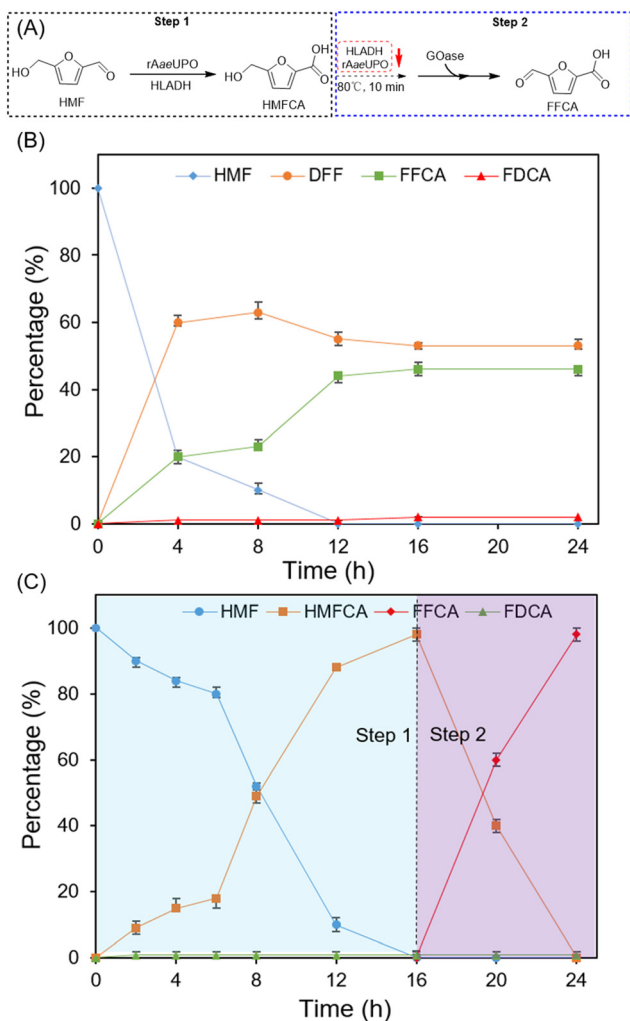 (A)
Step 1
Step 2
HO
O
O
HMF
rAaeUPO
HLADH
HO
O
OH
O
HMFCA
HLADH
rAaeUPO
80℃, 10 min
GOase
O
O
OH
O
FFCA
(B)
HMF DFF FFCA FDCA
100
80
60
40
20
0
Percentage (%)
0 4 8 12 16 20 24
Time (h)
(C)
HMF HMFCA FFCA FDCA
100
80
60
40
20
0
Percentage (%)
Step 1 Step 2
0 4 8 12 16 20 24
Time (h)